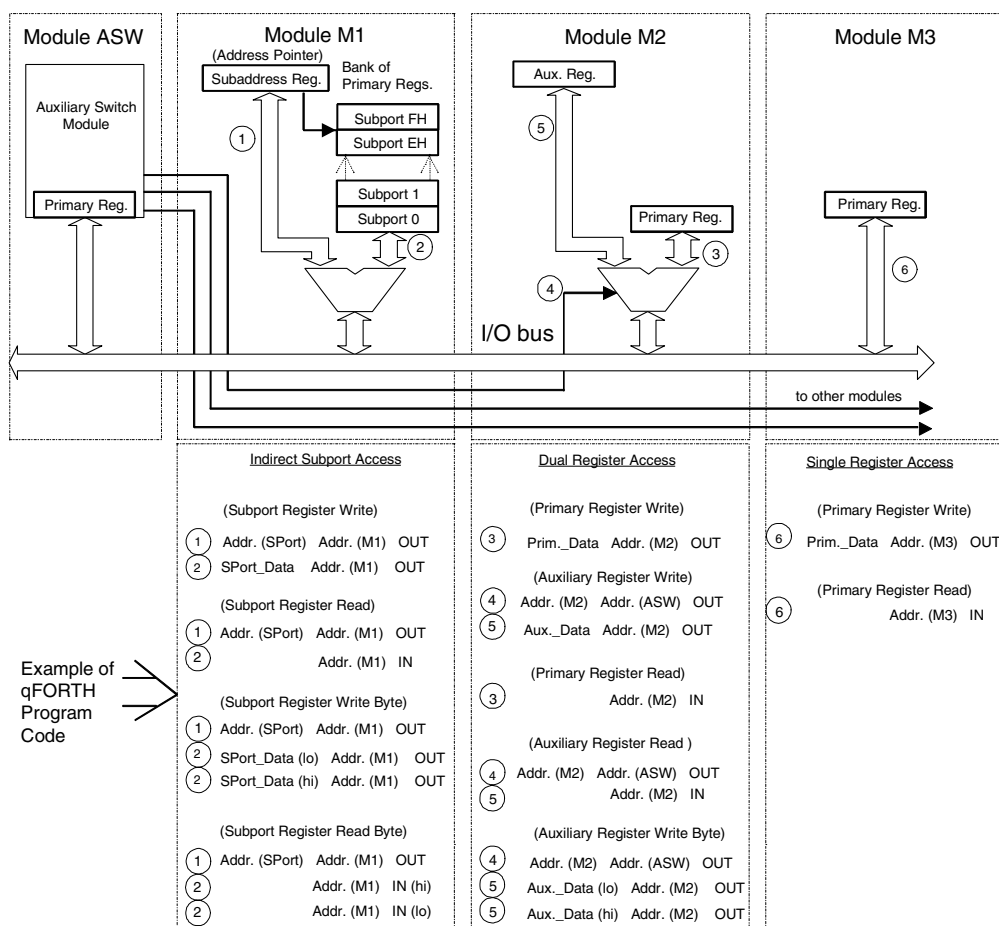 Module ASW
Auxiliary Switch
Module
Primary Reg.
Module M1
(Address Pointer)
Subaddress Reg.
Bank of
Primary Regs.
Subport FH
Subport EH
Subport 1
Subport 0
1
2
Module M2
Aux. Reg.
5
Primary Reg.
3
4
Module M3
Primary Reg.
6
I/O bus
to other modules
Example of
qFORTH
Program
Code
Indirect Subport Access
(Subport Register Write)
1 Addr. (SPort) Addr. (M1) OUT
2 SPort_Data Addr. (M1) OUT
(Subport Register Read)
1 Addr. (SPort) Addr. (M1) OUT
2 Addr. (M1) IN
(Subport Register Write Byte)
1 Addr. (SPort) Addr. (M1) OUT
2 SPort_Data (lo) Addr. (M1) OUT
2 SPort_Data (hi) Addr. (M1) OUT
(Subport Register Read Byte)
1 Addr. (SPort) Addr. (M1) OUT
2 Addr. (M1) IN (hi)
2 Addr. (M1) IN (lo)
Dual Register Access
(Primary Register Write)
3 Prim._Data Addr. (M2) OUT
(Auxiliary Register Write)
4 Addr. (M2) Addr. (ASW) OUT
5 Aux._Data Addr. (M2) OUT
(Primary Register Read)
3 Addr. (M2) IN
(Auxiliary Register Read )
4 Addr. (M2) Addr. (ASW) OUT
5 Addr. (M2) IN
(Auxiliary Register Write Byte)
4 Addr. (M2) Addr. (ASW) OUT
5 Aux._Data (lo) Addr. (M2) OUT
5 Aux._Data (hi) Addr. (M2) OUT
Single Register Access
(Primary Register Write)
6 Prim._Data Addr. (M3) OUT
(Primary Register Read)
6 Addr. (M3) IN